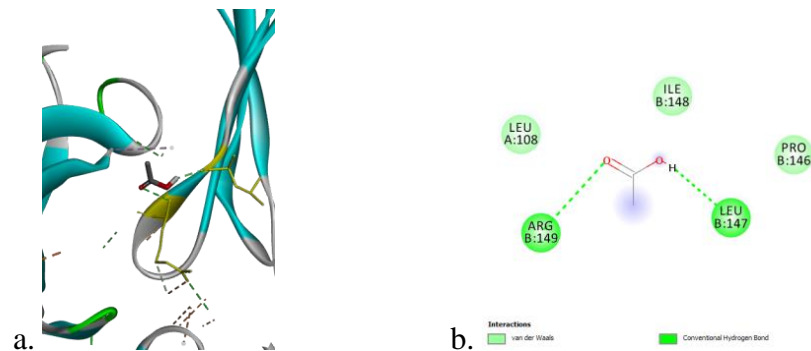 ILE
B:148
LEU
A:108
PRO
B:146
O
O
H
LEU
B:147
ARG
B:149
a.
b.
Interactions
van der Waals
Conventional Hydrogen Bond